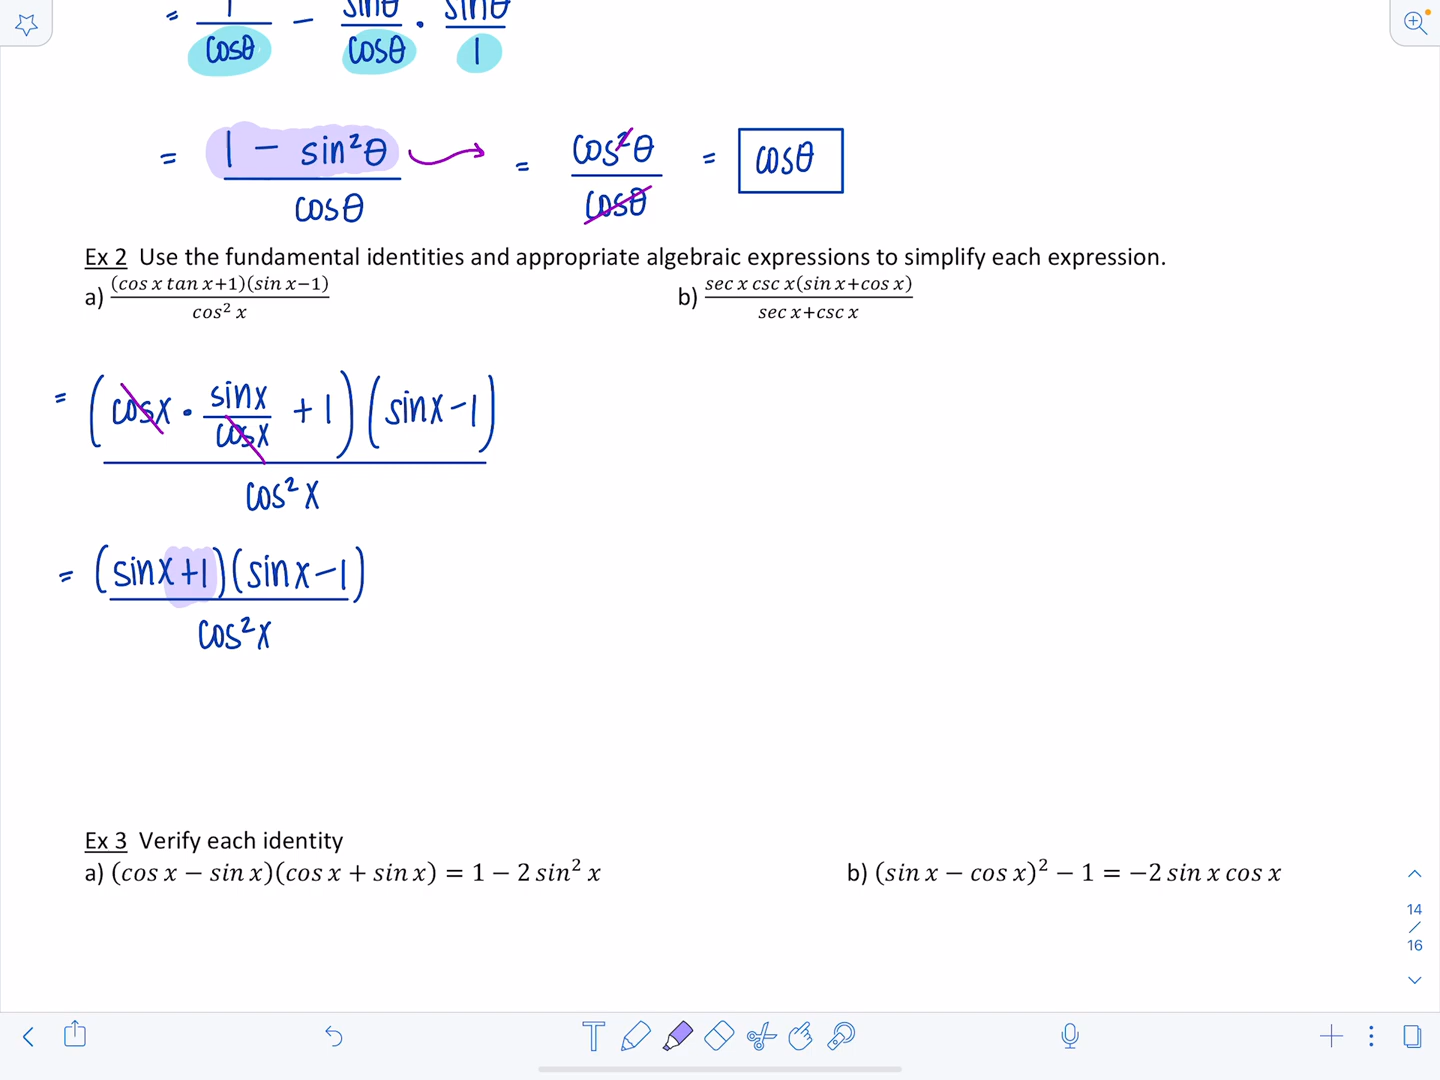 = 1/cosθ − sinθ/cosθ · sinθ/1
= (1 − sin²θ)/cosθ = cos²θ/cosθ = cosθ
Ex 2 Use the fundamental identities and appropriate algebraic expressions to simplify each expression.
a) (cos x tan x+1)(sin x−1)/cos² x
b) sec x csc x(sin x+cos x)/sec x+csc x
= (cosx · sinx/cosx + 1)(sinx − 1)/cos²x
= (sinx + 1)(sinx − 1)/cos²x
Ex 3 Verify each identity
a) (cos x − sin x)(cos x + sin x) = 1 − 2 sin² x
b) (sin x − cos x)² − 1 = −2 sin x cos x
14
/
16
T